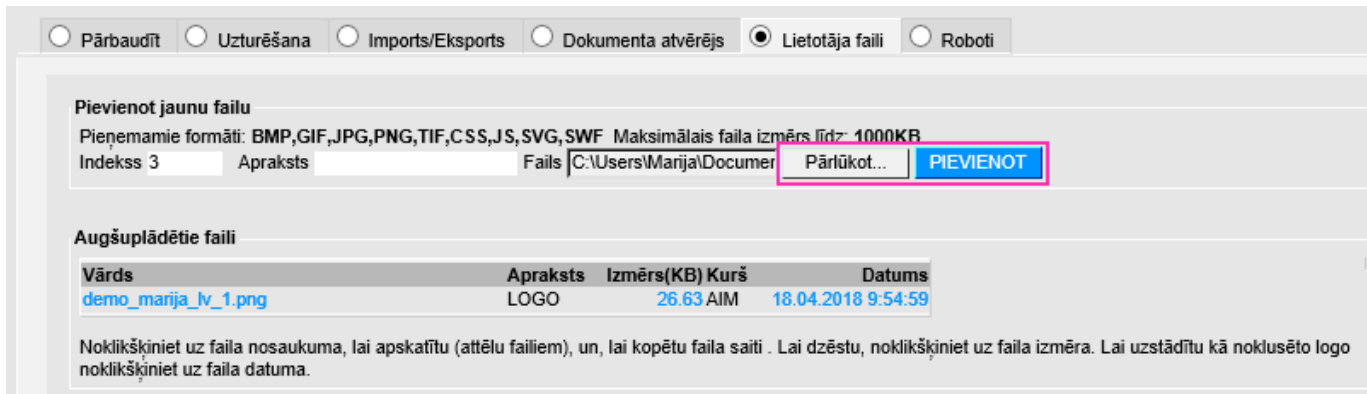 Pārbaudīt Uzturēšana Imports/Eksports Dokumenta atvērējs Lietotāja faili Roboti
Pievienot jaunu failu
Pieņemamie formāti: BMP,GIF,JPG,PNG,TIF,CSS,JS,SVG,SWF Maksimālais faila izmērs līdz: 1000KB
Indekss 3 Apraksts Fails C:\Users\Marija\Documer Pārlūkot... PIEVIENOT
Augšuplādētie faili
Vārds Apraksts Izmērs(KB) Kurš Datums
demo_marija_lv_1.png LOGO 26.63 AIM 18.04.2018 9:54:59
Noklikšķiniet uz faila nosaukuma, lai apskatītu (attēlu failiem), un, lai kopētu faila saiti . Lai dzēstu, noklikšķiniet uz faila izmēra. Lai uzstādītu kā noklusēto logo
noklikšķiniet uz faila datuma.